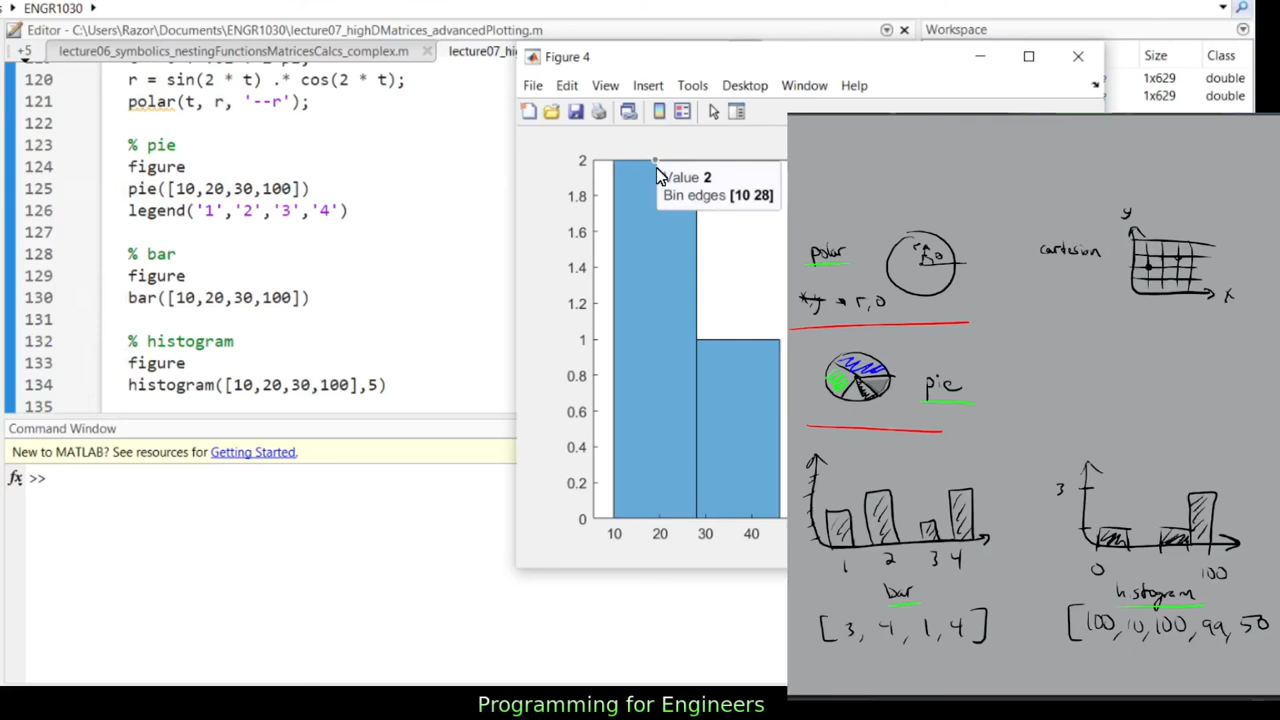 ENGR1030
Editor - C:\Users\Razor\Documents\ENGR1030\lecture07_highDMatrices_advancedPlotting.m
Workspace
+5 lecture06_symbolics_nestingFunctionsMatricesCalcs_complex.m lecture07_hi
Figure 4
Size Class
File Edit View Insert Tools Desktop Window Help
1x629 double
1x629 double
120 r = sin(2 * t) .* cos(2 * t);
121 polar(t, r, '--r');
122
123 % pie
124 figure
125 pie([10,20,30,100])
126 legend('1','2','3','4')
127
128 % bar
129 figure
130 bar([10,20,30,100])
131
132 % histogram
133 figure
134 histogram([10,20,30,100],5)
135
2
1.8
1.6
1.4
1.2
1
0.8
0.6
0.4
0.2
0
10 20 30 40
Value 2
Bin edges [10 28]
polar
r
θ
cartesion
y
x
x,y → r, θ
pie
1 2 3 4
bar
[3, 4, 1, 4]
3
0 100
histogram
[100, 10, 100, 99, 50
Command Window
New to MATLAB? See resources for Getting Started.
fx >>
Programming for Engineers